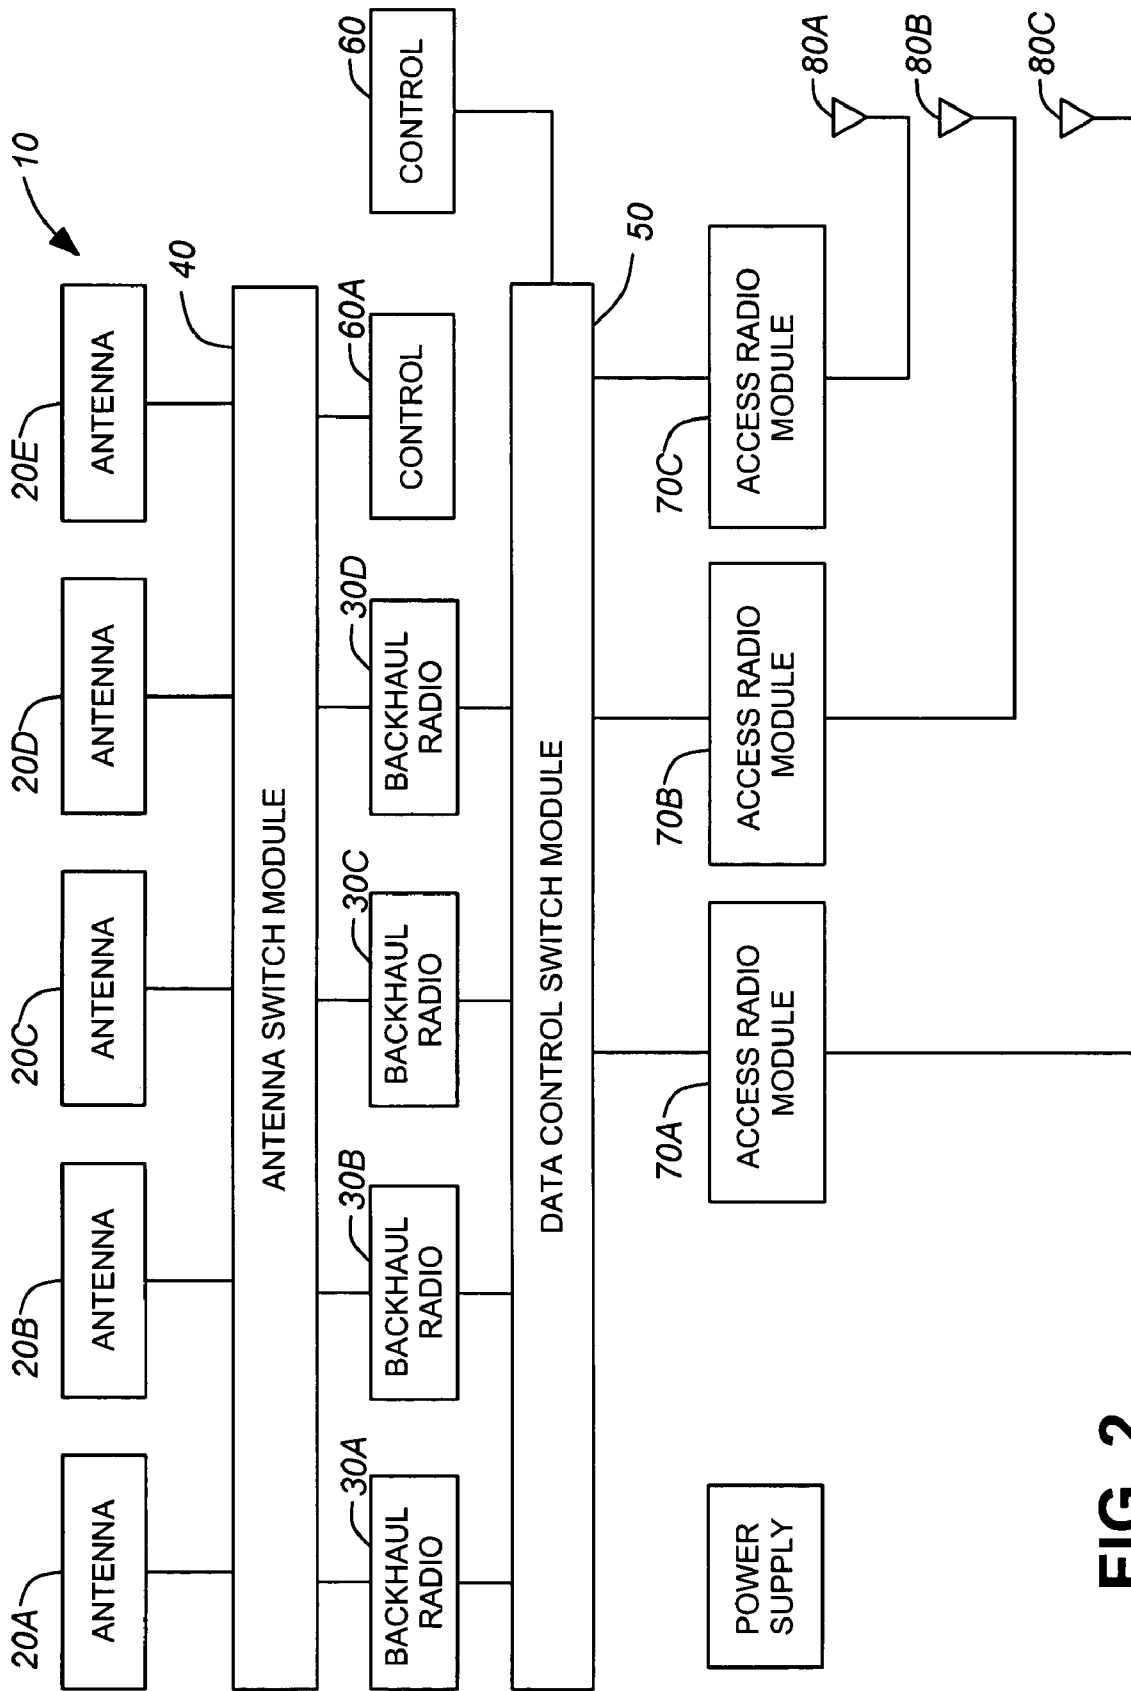 10
20A
20B
20C
20D
20E
ANTENNA
ANTENNA
ANTENNA
ANTENNA
ANTENNA
40
ANTENNA SWITCH MODULE
30A
30B
30C
30D
60A
60
BACKHAUL
RADIO
BACKHAUL
RADIO
BACKHAUL
RADIO
BACKHAUL
RADIO
CONTROL
CONTROL
DATA CONTROL SWITCH MODULE
50
70A
70B
70C
POWER
SUPPLY
ACCESS RADIO
MODULE
ACCESS RADIO
MODULE
ACCESS RADIO
MODULE
80A
80B
80C
FIG. 2